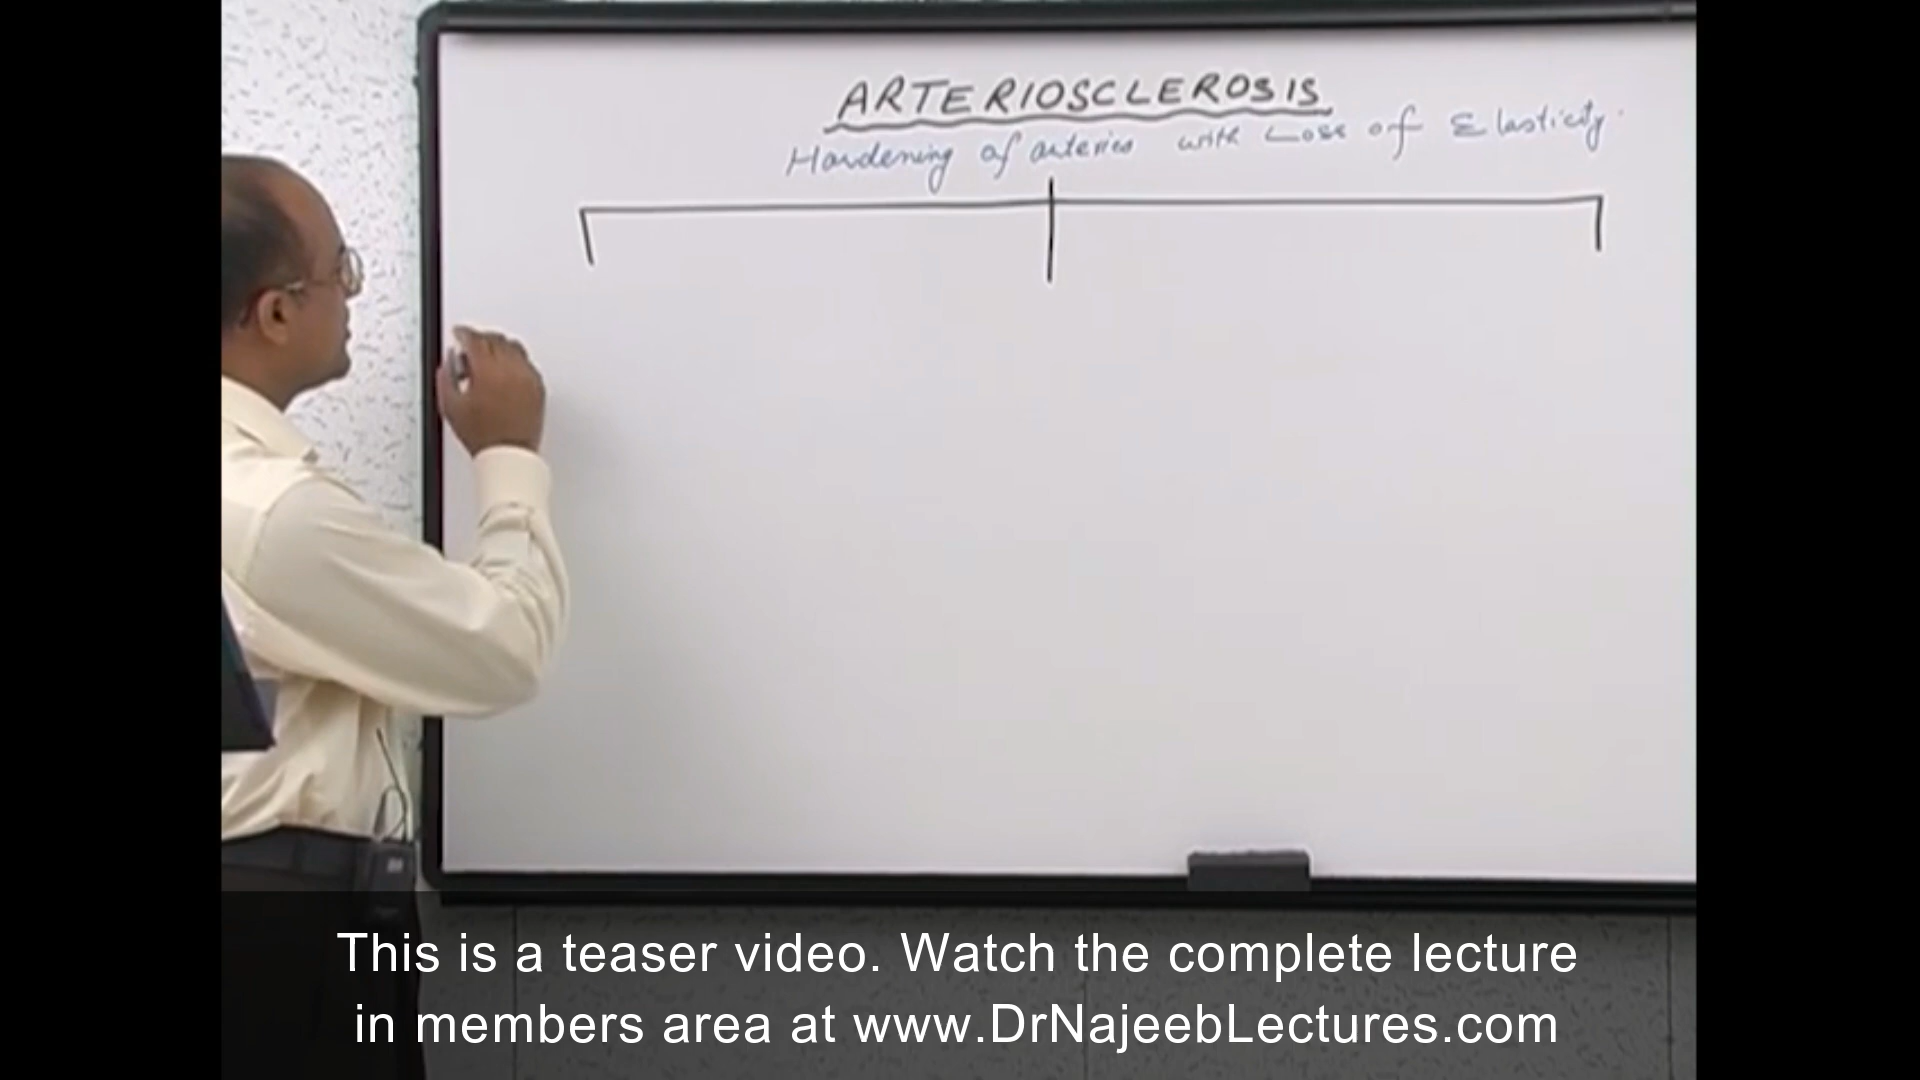 ARTERIOSCLEROSIS
Hardening of arteries with Loss of Elasticity.
This is a teaser video. Watch the complete lecture
in members area at www.DrNajeebLectures.com